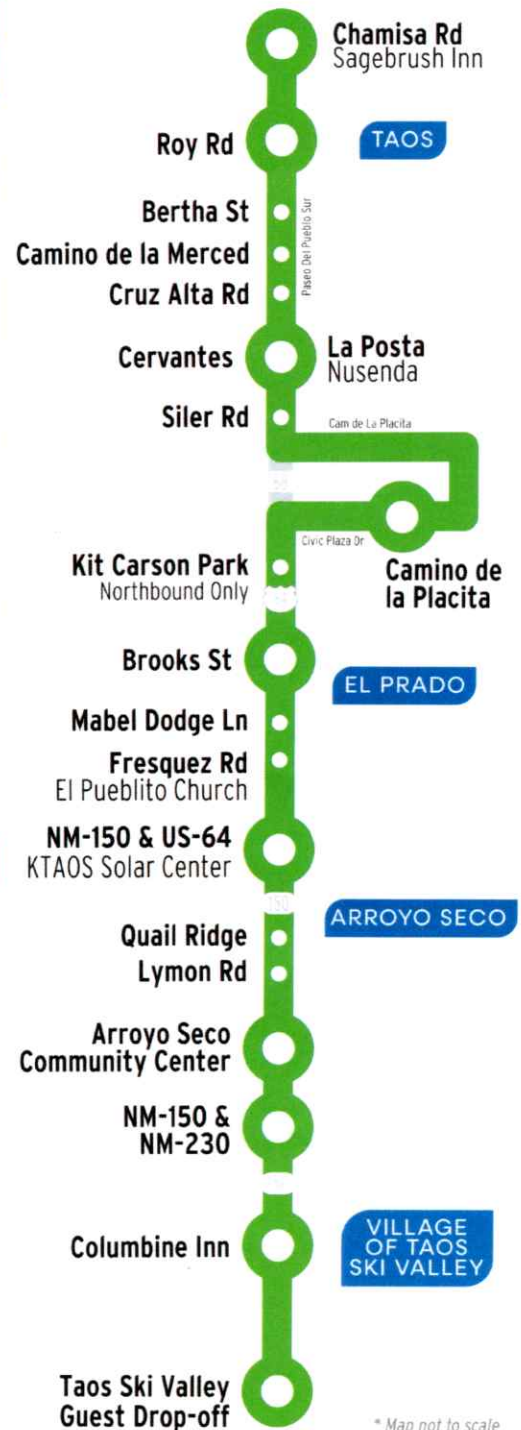 Chamisa Rd
Sagebrush Inn
Roy Rd
TAOS
Bertha St
Paseo Del Pueblo Sur
Camino de la Merced
Cruz Alta Rd
Cervantes
La Posta
Nusenda
Siler Rd
Cam de La Placita
Civic Plaza Dr
Kit Carson Park
Northbound Only
Camino de
la Placita
Brooks St
EL PRADO
Mabel Dodge Ln
Fresquez Rd
El Pueblito Church
NM-150 & US-64
KTAOS Solar Center
150
ARROYO SECO
Quail Ridge
Lymon Rd
Arroyo Seco
Community Center
NM-150 &
NM-230
Columbine Inn
VILLAGE
OF TAOS
SKI VALLEY
Taos Ski Valley
Guest Drop-off
* Map not to scale